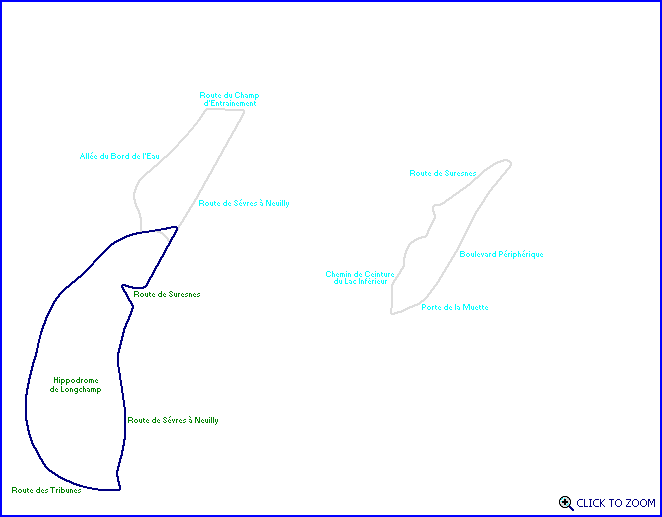 Route du Champ
d'Entraînement
Allée du Bord de l'Eau
Route de Suresnes
Route de Sévres à Neuilly
Boulevard Périphérique
Chemin de Ceinture
du Lac Inférieur
Route de Suresnes
Porte de la Muette
Hippodrome
de Longchamp
Route de Sévres à Neuilly
Route des Tribunes
CLICK TO ZOOM